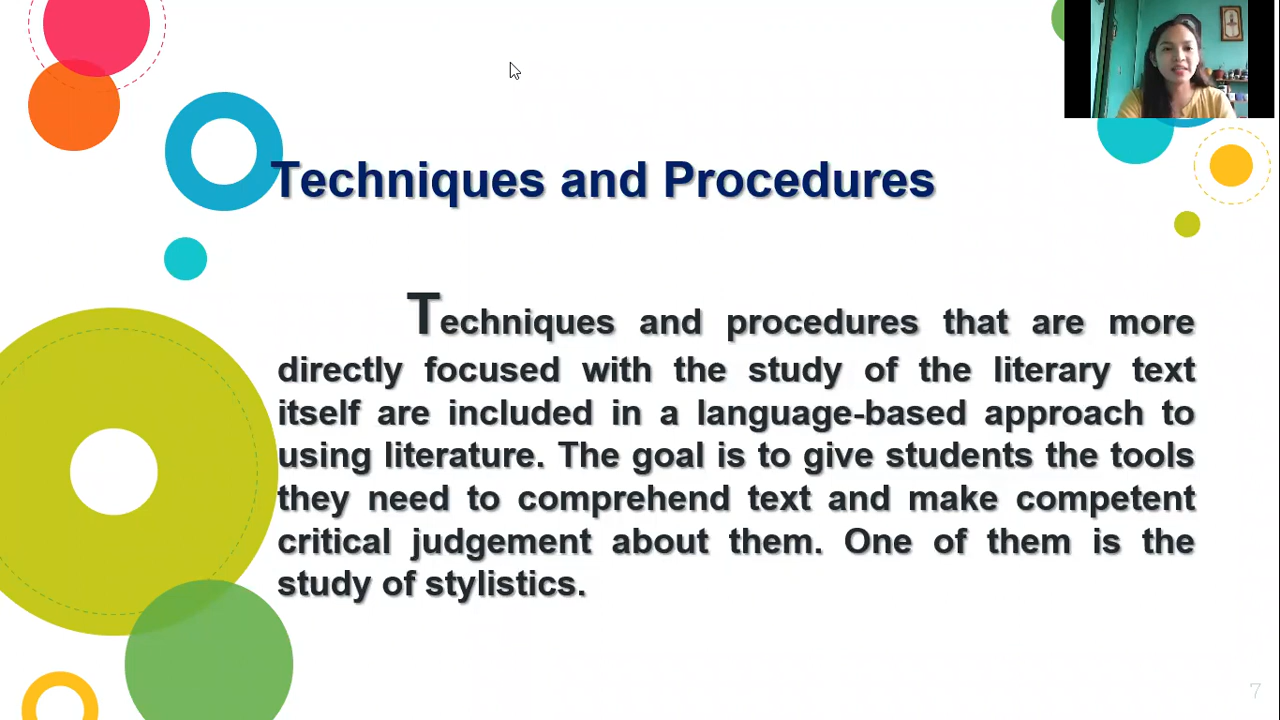 Techniques and Procedures
Techniques and procedures that are more
directly focused with the study of the literary text
itself are included in a language-based approach to
using literature. The goal is to give students the tools
they need to comprehend text and make competent
critical judgement about them. One of them is the
study of stylistics.
7